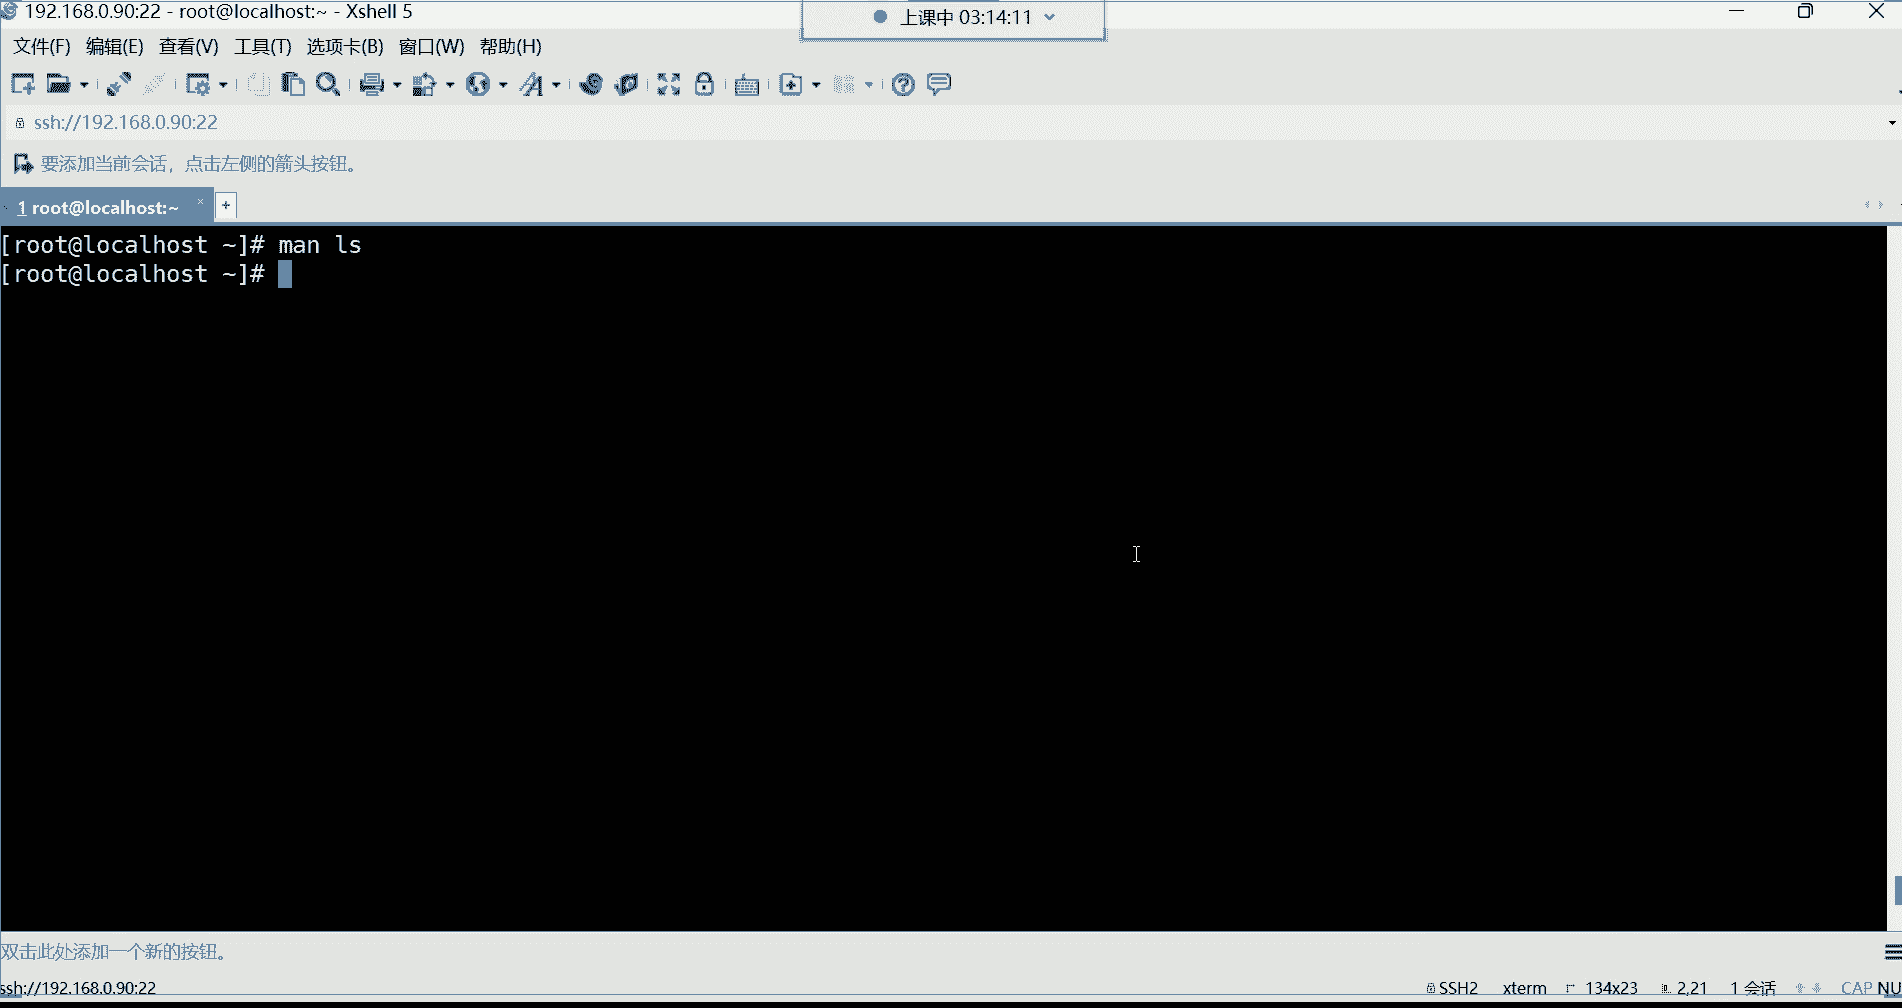 192.168.0.90:22 - root@localhost:~ - Xshell 5
上课中 03:14:11
文件(F) 编辑(E) 查看(V) 工具(T) 选项卡(B) 窗口(W) 帮助(H)
ssh://192.168.0.90:22
要添加当前会话，点击左侧的箭头按钮。
1 root@localhost:~ × +
[root@localhost ~]# man ls
[root@localhost ~]#
双击此处添加一个新的按钮。
ssh://192.168.0.90:22 SSH2 xterm 134x23 2,21 1 会话 CAP NU